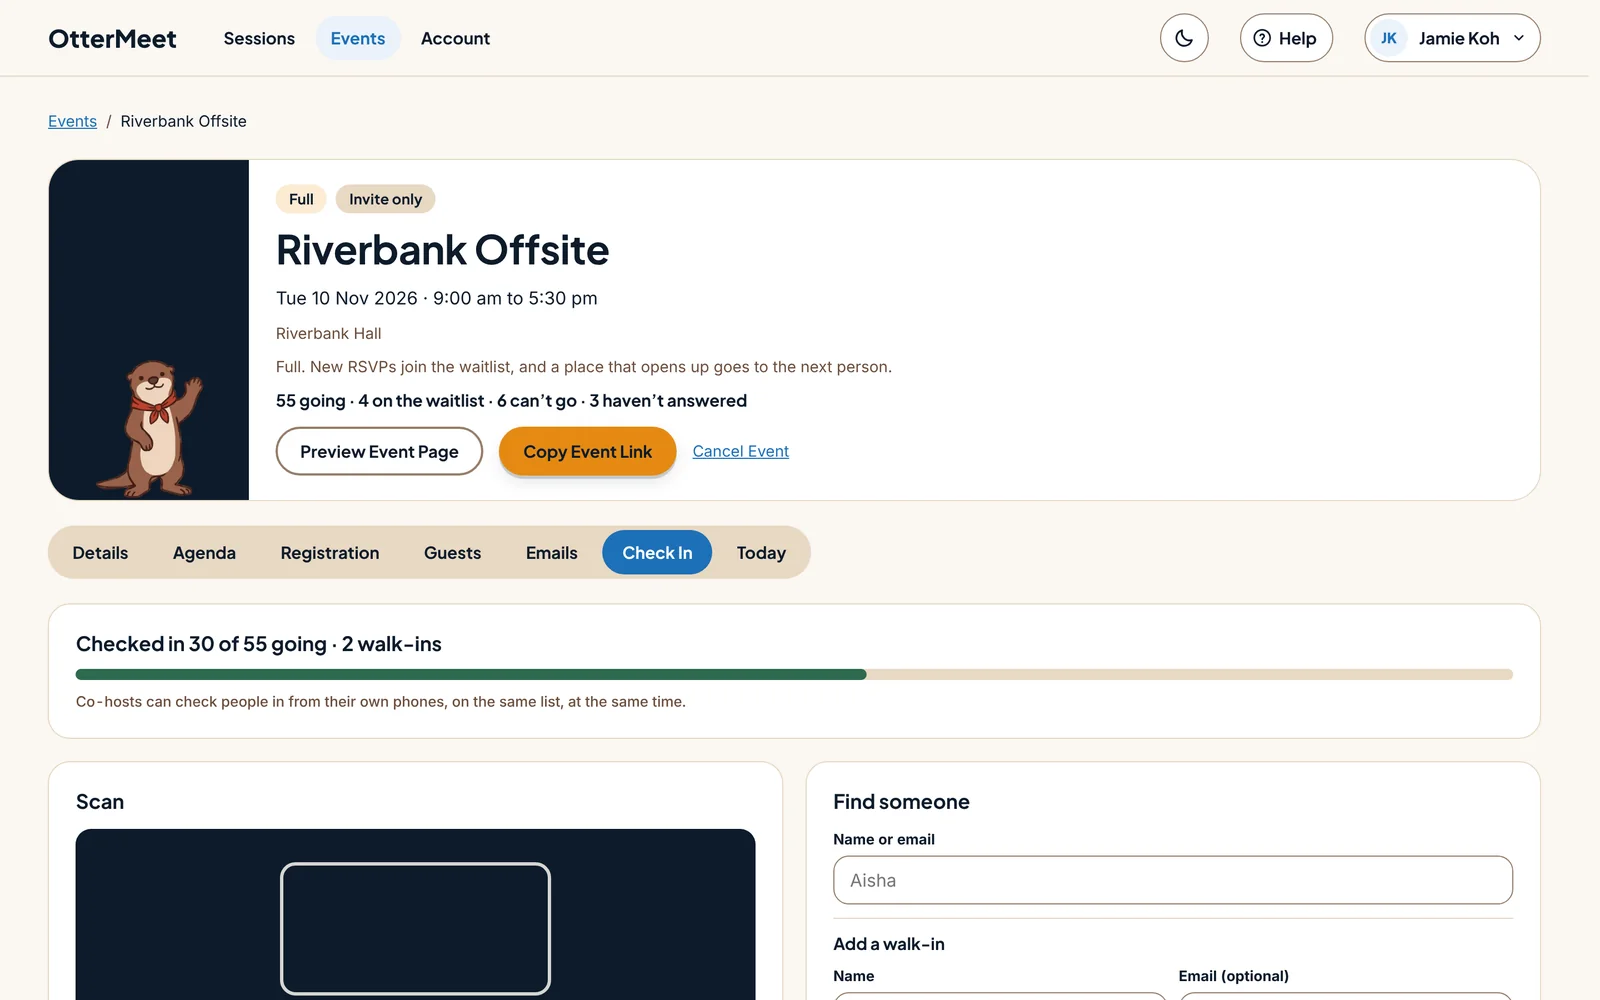 OtterMeet
Sessions
Events
Account
Help
JK
Jamie Koh
Events / Riverbank Offsite
Full
Invite only
Riverbank Offsite
Tue 10 Nov 2026 · 9:00 am to 5:30 pm
Riverbank Hall
Full. New RSVPs join the waitlist, and a place that opens up goes to the next person.
55 going · 4 on the waitlist · 6 can’t go · 3 haven’t answered
Preview Event Page
Copy Event Link
Cancel Event
Details
Agenda
Registration
Guests
Emails
Check In
Today
Checked in 30 of 55 going · 2 walk-ins
Co-hosts can check people in from their own phones, on the same list, at the same time.
Scan
Find someone
Name or email
Aisha
Add a walk-in
Name
Email (optional)